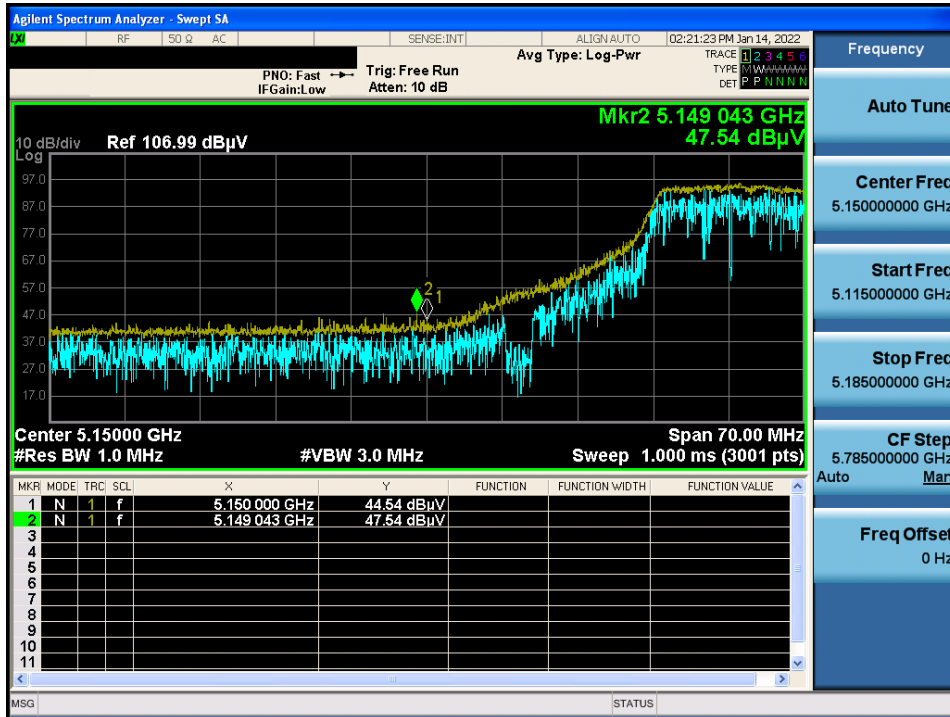 Agilent Spectrum Analyzer - Swept SA
LXI RF 50 Ω AC SENSE:INT ALIGN AUTO 02:21:23 PM Jan 14, 2022
PNO: Fast
IFGain:Low
Trig: Free Run
Atten: 10 dB
Avg Type: Log-Pwr
TRACE 1 2 3 4 5 6
TYPE M
DET P P N N N N
Mkr2 5.149 043 GHz
47.54 dBµV
10 dB/div Ref 106.99 dBµV
Log
97.0
87.0
77.0
67.0
57.0
47.0
37.0
27.0
17.0
2
1
Center 5.15000 GHz Span 70.00 MHz
#Res BW 1.0 MHz #VBW 3.0 MHz Sweep 1.000 ms (3001 pts)
MKR MODE TRC SCL X Y FUNCTION FUNCTION WIDTH FUNCTION VALUE
1 N 1 f 5.150 000 GHz 44.54 dBµV
2 N 1 f 5.149 043 GHz 47.54 dBµV
3
4
5
6
7
8
9
10
11
MSG STATUS
Frequency
Auto Tune
Center Freq
5.150000000 GHz
Start Freq
5.115000000 GHz
Stop Freq
5.185000000 GHz
CF Step
5.785000000 GHz
Auto Man
Freq Offset
0 Hz